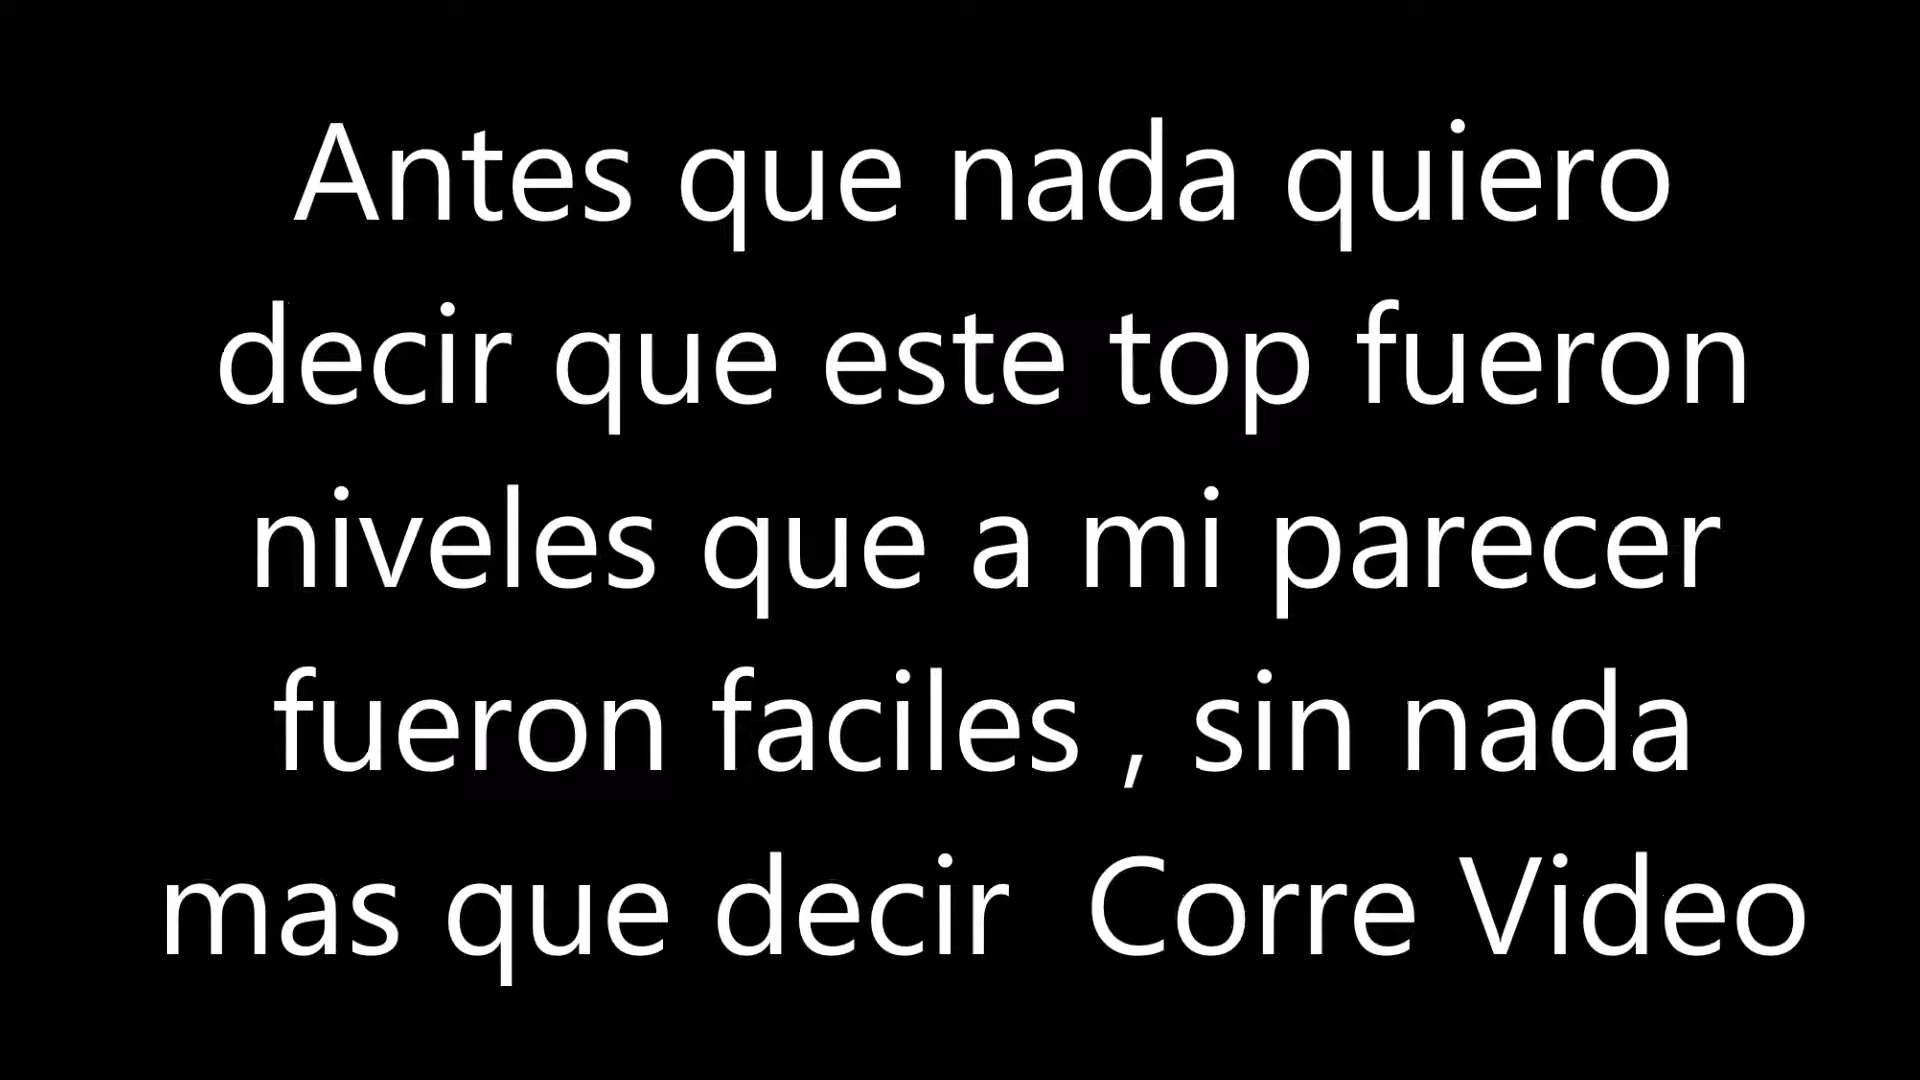 Antes que nada quiero
decir que este top fueron
niveles que a mi parecer
fueron faciles , sin nada
mas que decir  Corre Video